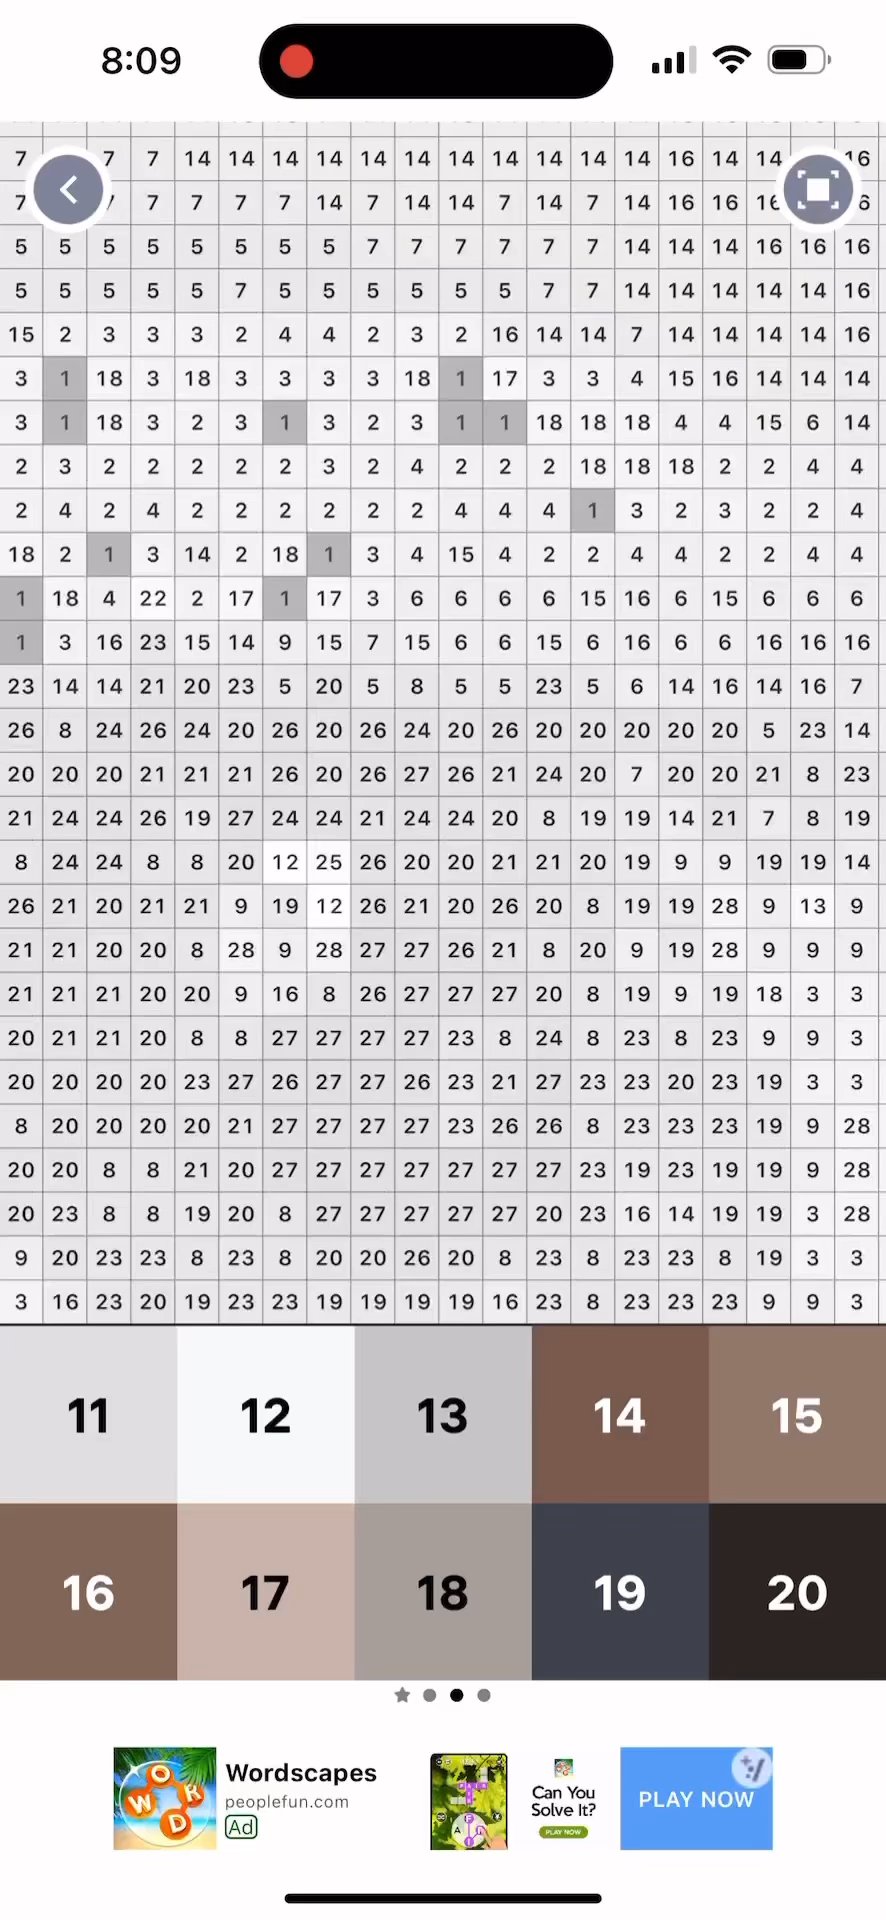 8:09
7 7 7 14 14 14 14 14 14 14 14 14 14 14 16 14 14 16
7 7 7 7 7 14 7 14 14 7 14 7 14 16 16 16 6
5 5 5 5 5 5 5 5 7 7 7 7 7 7 14 14 14 16 16 16
5 5 5 5 5 7 5 5 5 5 5 5 7 7 14 14 14 14 14 16
15 2 3 3 3 2 4 4 2 3 2 16 14 14 7 14 14 14 14 16
3 1 18 3 18 3 3 3 3 18 1 17 3 3 4 15 16 14 14 14
3 1 18 3 2 3 1 3 2 3 1 1 18 18 18 4 4 15 6 14
2 3 2 2 2 2 2 3 2 4 2 2 2 18 18 18 2 2 4 4
2 4 2 4 2 2 2 2 2 2 4 4 4 1 3 2 3 2 2 4
18 2 1 3 14 2 18 1 3 4 15 4 2 2 4 4 2 2 4 4
1 18 4 22 2 17 1 17 3 6 6 6 6 15 16 6 15 6 6 6
1 3 16 23 15 14 9 15 7 15 6 6 15 6 16 6 6 16 16 16
23 14 14 21 20 23 5 20 5 8 5 5 23 5 6 14 16 14 16 7
26 8 24 26 24 20 26 20 26 24 20 26 20 20 20 20 20 5 23 14
20 20 20 21 21 21 26 20 26 27 26 21 24 20 7 20 20 21 8 23
21 24 24 26 19 27 24 24 21 24 24 20 8 19 19 14 21 7 8 19
8 24 24 8 8 20 12 25 26 20 20 21 21 20 19 9 9 19 19 14
26 21 20 21 21 9 19 12 26 21 20 26 20 8 19 19 28 9 13 9
21 21 20 20 8 28 9 28 27 27 26 21 8 20 9 19 28 9 9 9
21 21 21 20 20 9 16 8 26 27 27 27 20 8 19 9 19 18 3 3
20 21 21 20 8 8 27 27 27 27 23 8 24 8 23 8 23 9 9 3
20 20 20 20 23 27 26 27 27 26 23 21 27 23 23 20 23 19 3 3
8 20 20 20 20 21 27 27 27 27 23 26 26 8 23 23 23 19 9 28
20 20 8 8 21 20 27 27 27 27 27 27 27 23 19 23 19 19 9 28
20 23 8 8 19 20 8 27 27 27 27 27 20 23 16 14 19 19 3 28
9 20 23 23 8 23 8 20 20 26 20 8 23 8 23 23 8 19 3 3
3 16 23 20 19 23 23 19 19 19 19 16 23 8 23 23 23 9 9 3
11 12 13 14 15
16 17 18 19 20
Wordscapes
peoplefun.com
Ad
WORD
Can You
Solve It?
PLAY NOW
PLAY NOW